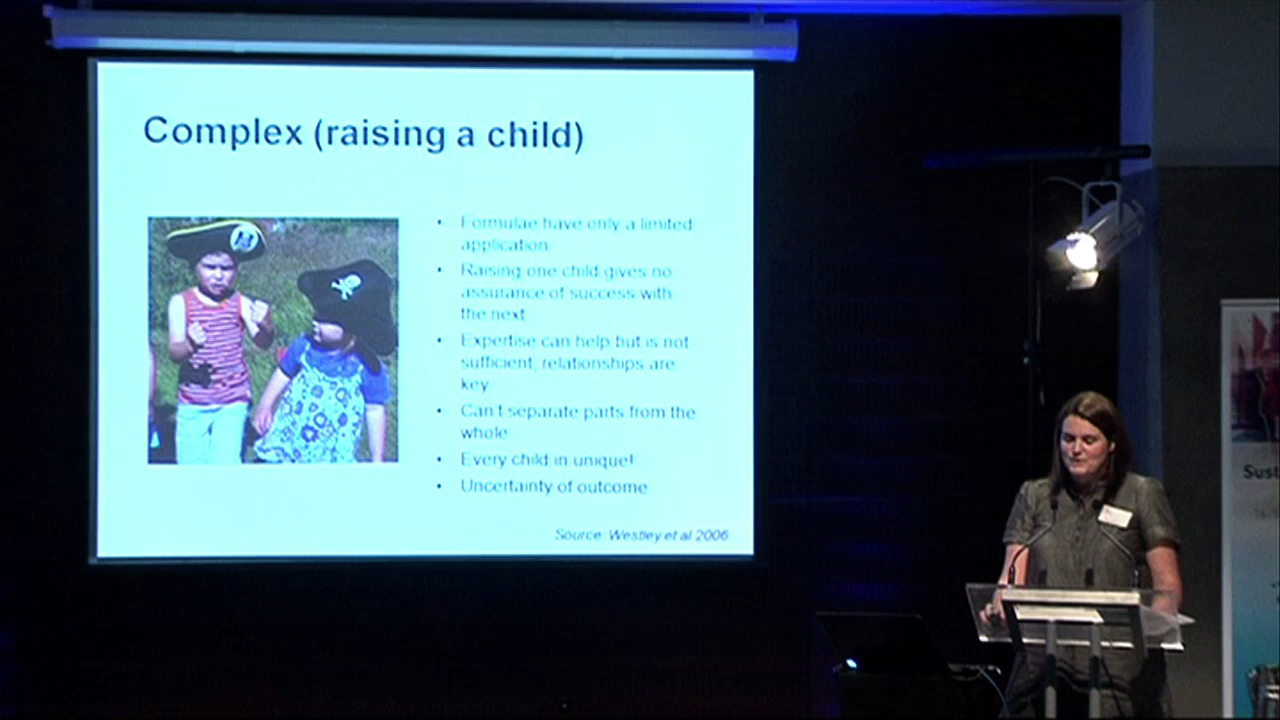 Complex (raising a child)
• Formulae have only a limited
application
• Raising one child gives no
assurance of success with
the next
• Expertise can help but is not
sufficient, relationships are
key
• Can't separate parts from the
whole
• Every child in unique!
• Uncertainty of outcome
Source: Westley et al 2006
Sust